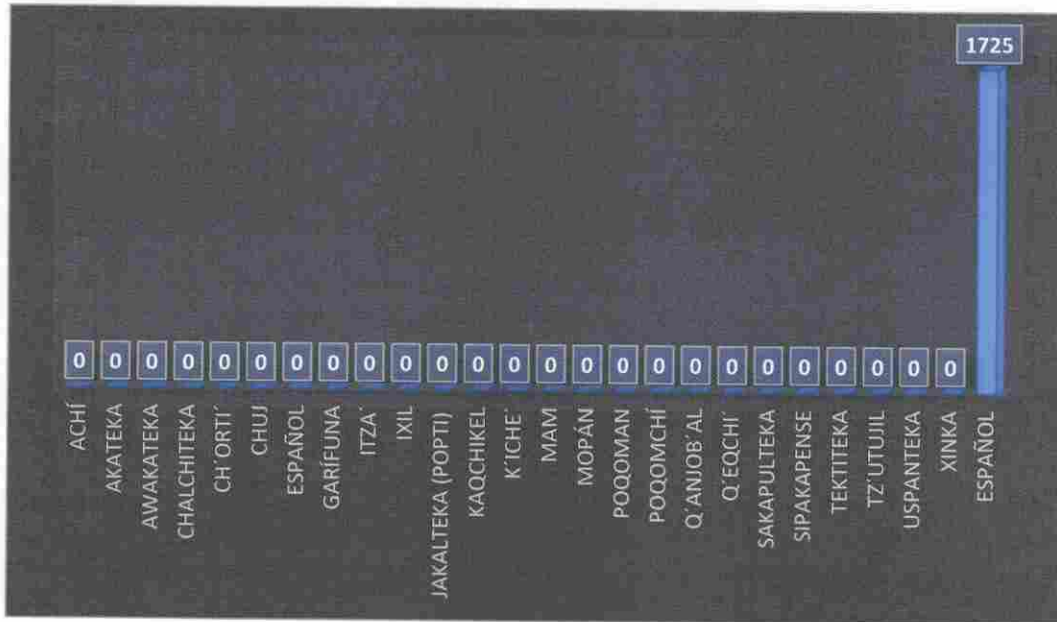 1725
0 0 0 0 0 0 0 0 0 0 0 0 0 0 0 0 0 0 0 0 0 0 0 0 0
ACHÍ
AKATEKA
AWAKATEKA
CHALCHITEKA
CH´ORTI´
CHUJ
ESPAÑOL
GARÍFUNA
ITZA´
IXIL
JAKALTEKA (POPTI)
KAQCHIKEL
K´ICHE´
MAM
MOPÁN
POQOMAN
POQOMCHÍ
Q´ANJOB´AL
Q´EQCHI´
SAKAPULTEKA
SIPAKAPENSE
TEKTITEKA
TZ´UTUJIL
USPANTEKA
XINKA
ESPAÑOL